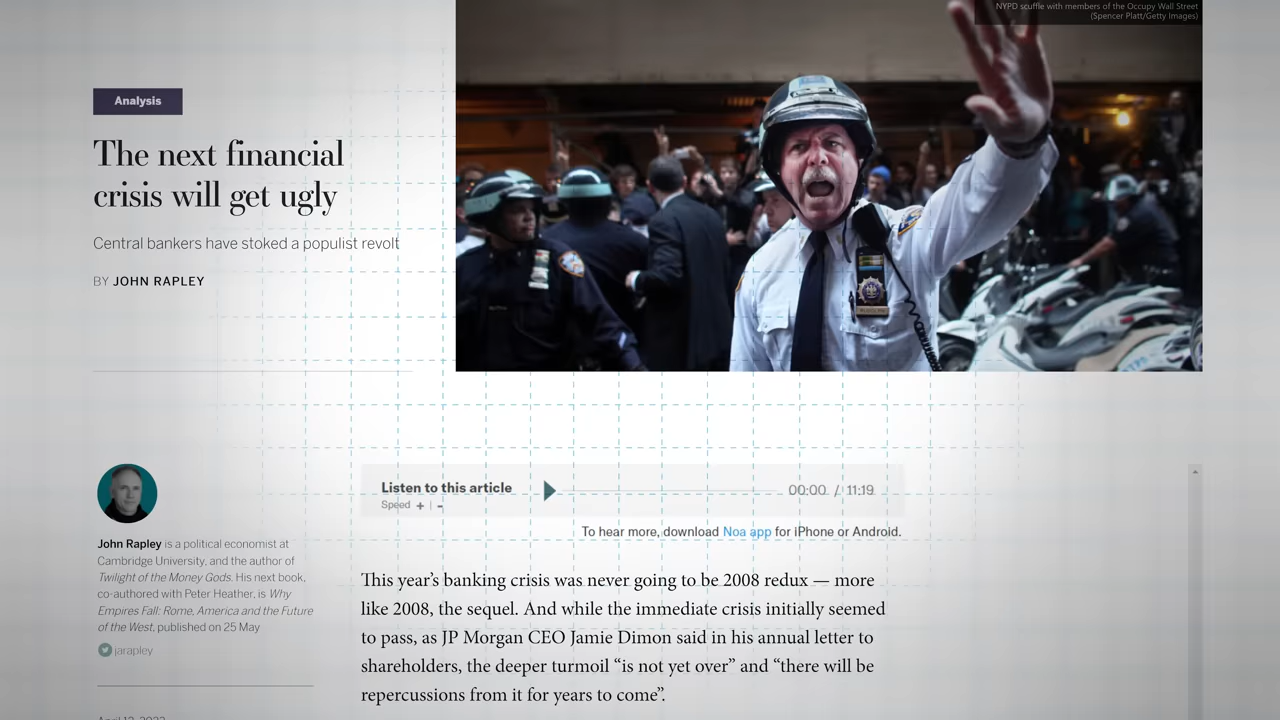 NYPD scuffle with members of the Occupy Wall Street
(Spencer Platt/Getty Images)
Analysis
The next financial
crisis will get ugly
Central bankers have stoked a populist revolt
BY JOHN RAPLEY
Listen to this article
Speed + | -
00:00 / 11:19
To hear more, download Noa app for iPhone or Android.
John Rapley is a political economist at
Cambridge University, and the author of
Twilight of the Money Gods. His next book,
co-authored with Peter Heather, is Why
Empires Fall: Rome, America and the Future
of the West, published on 25 May
jarapley
This year’s banking crisis was never going to be 2008 redux — more
like 2008, the sequel. And while the immediate crisis initially seemed
to pass, as JP Morgan CEO Jamie Dimon said in his annual letter to
shareholders, the deeper turmoil “is not yet over” and “there will be
repercussions from it for years to come”.